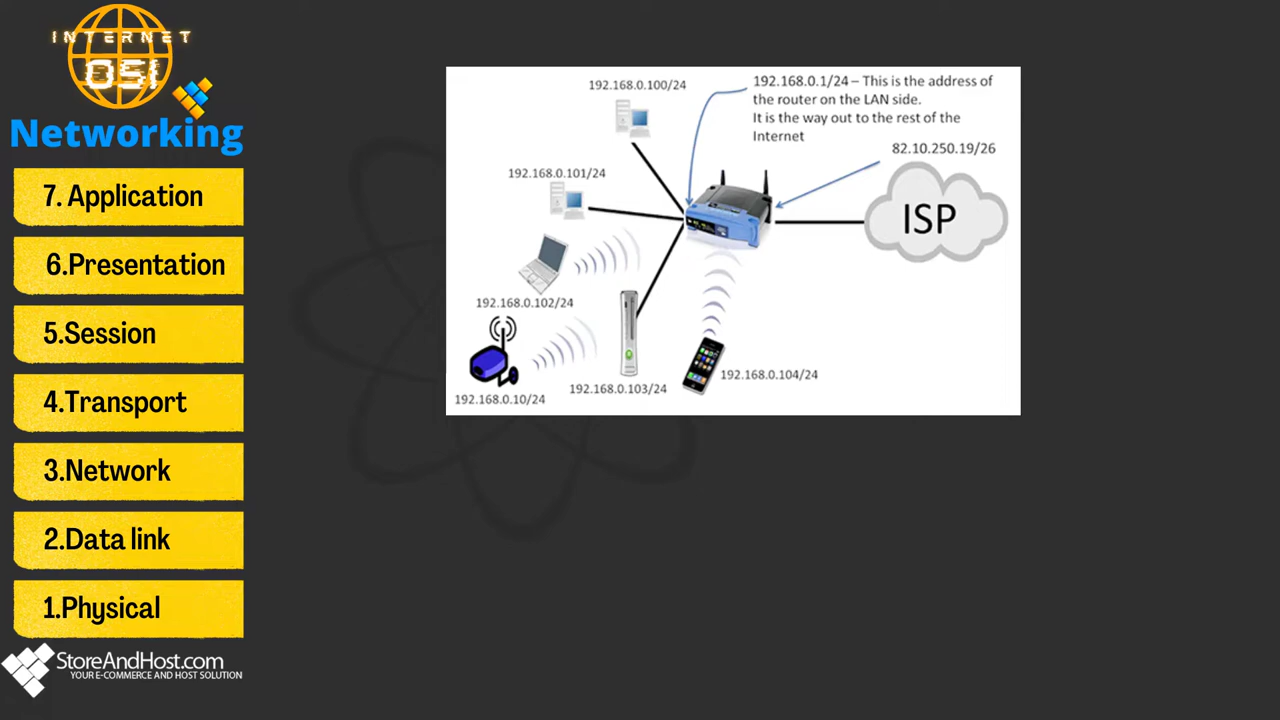 INTERNET
OSI
Networking
7. Application
6.Presentation
5.Session
4.Transport
3.Network
2.Data link
1.Physical
StoreAndHost.com
YOUR E-COMMERCE AND HOST SOLUTION
192.168.0.100/24
192.168.0.1/24 – This is the address of
the router on the LAN side.
It is the way out to the rest of the
Internet
82.10.250.19/26
192.168.0.101/24
ISP
192.168.0.102/24
192.168.0.103/24
192.168.0.104/24
192.168.0.10/24